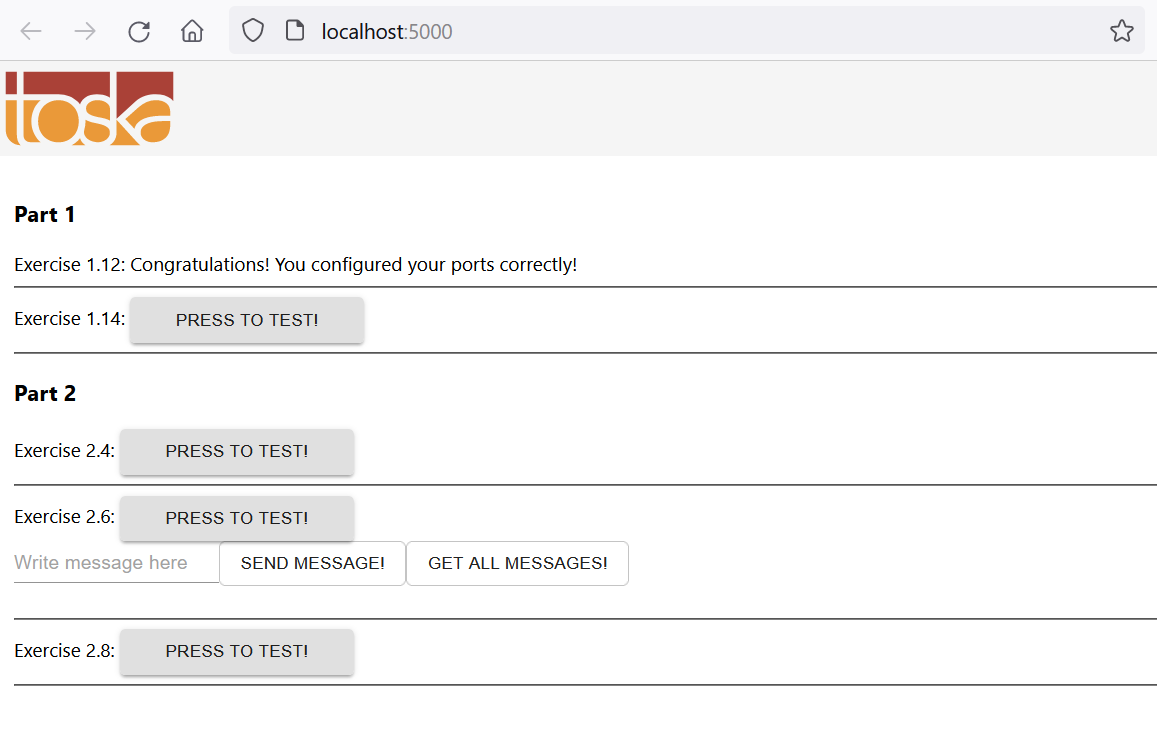 localhost:5000
toska
Part 1
Exercise 1.12: Congratulations! You configured your ports correctly!
Exercise 1.14: PRESS TO TEST!
Part 2
Exercise 2.4: PRESS TO TEST!
Exercise 2.6: PRESS TO TEST!
Write message here SEND MESSAGE! GET ALL MESSAGES!
Exercise 2.8: PRESS TO TEST!